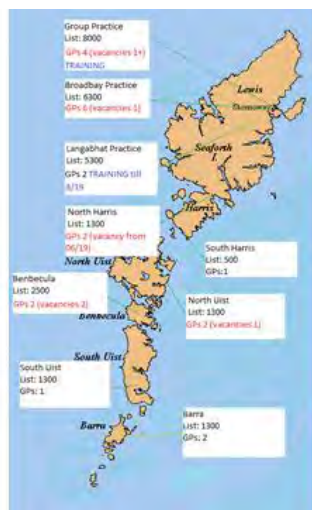 Group Practice
List: 8000
GPs 4 (vacancies 1+)
TRAINING
Broadbay Practice
List: 6300
GPs 6 (vacancies 1)
Langabhat Practice
List: 5300
GPs 2 TRAINING till
8/19
North Harris
List: 1300
GPs 2 (vacancy from
06/19)
Lewis
Stornoway
Seaforth
I.
Harris
South Harris
List: 500
GPs:1
North Uist
Benbecula
List: 2500
GPs 2 (vacancies 2)
Benbecula
North Uist
List: 1300
GPs 2 (vacancies 1)
South Uist
South Uist
List: 1300
GPs: 1
Barra
Barra
List: 1300
GPs: 2